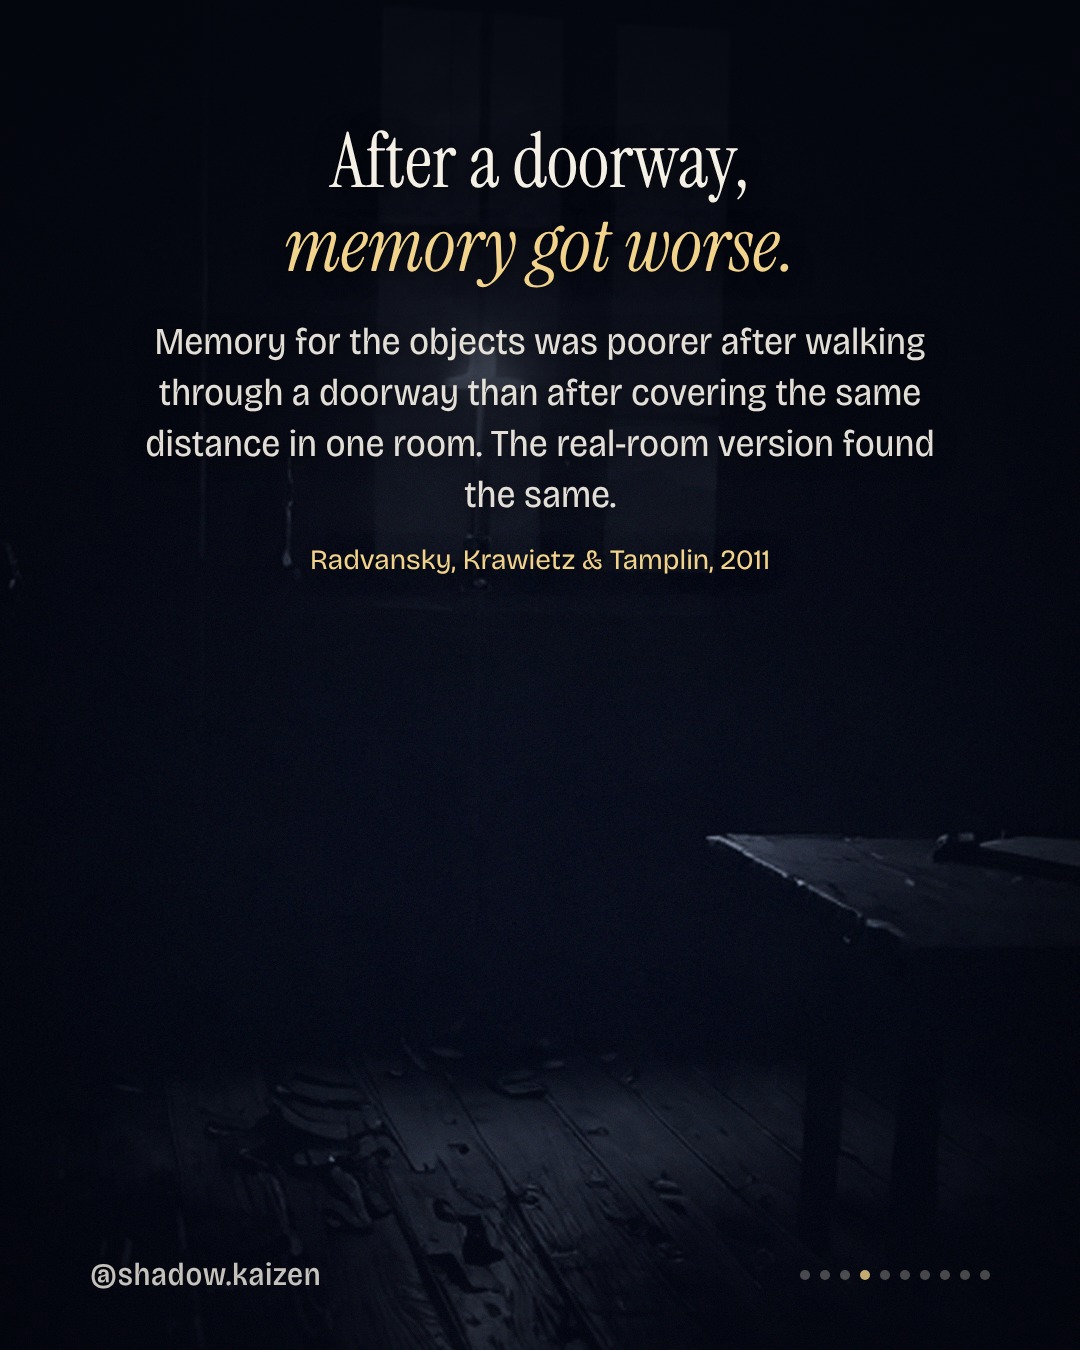 After a doorway,
memory got worse.
Memory for the objects was poorer after walking
through a doorway than after covering the same
distance in one room. The real-room version found
the same.
Radvansky, Krawietz & Tamplin, 2011
@shadow.kaizen